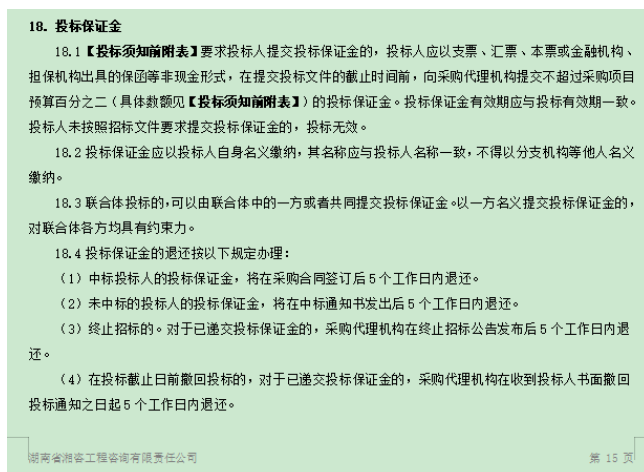 18. 投标保证金
18.1【投标须知前附表】要求投标人提交投标保证金的，投标人应以支票、汇票、本票或金融机构、
担保机构出具的保函等非现金形式，在提交投标文件的截止时间前，向采购代理机构提交不超过采购项目
预算百分之二（具体数额见【投标须知前附表】）的投标保证金。投标保证金有效期应与投标有效期一致。
投标人未按照招标文件要求提交投标保证金的，投标无效。
18.2 投标保证金应以投标人自身名义缴纳，其名称应与投标人名称一致，不得以分支机构等他人名义
缴纳。
18.3 联合体投标的，可以由联合体中的一方或者共同提交投标保证金。以一方名义提交投标保证金的，
对联合体各方均具有约束力。
18.4 投标保证金的退还按以下规定办理：
（1）中标投标人的投标保证金，将在采购合同签订后 5 个工作日内退还。
（2）未中标的投标人的投标保证金，将在中标通知书发出后 5 个工作日内退还。
（3）终止招标的。对于已递交投标保证金的，采购代理机构在终止招标公告发布后 5 个工作日内退
还。
（4）在投标截止日前撤回投标的，对于已递交投标保证金的，采购代理机构在收到投标人书面撤回
投标通知之日起 5 个工作日内退还。
湖南省湘咨工程咨询有限责任公司
第 15 页